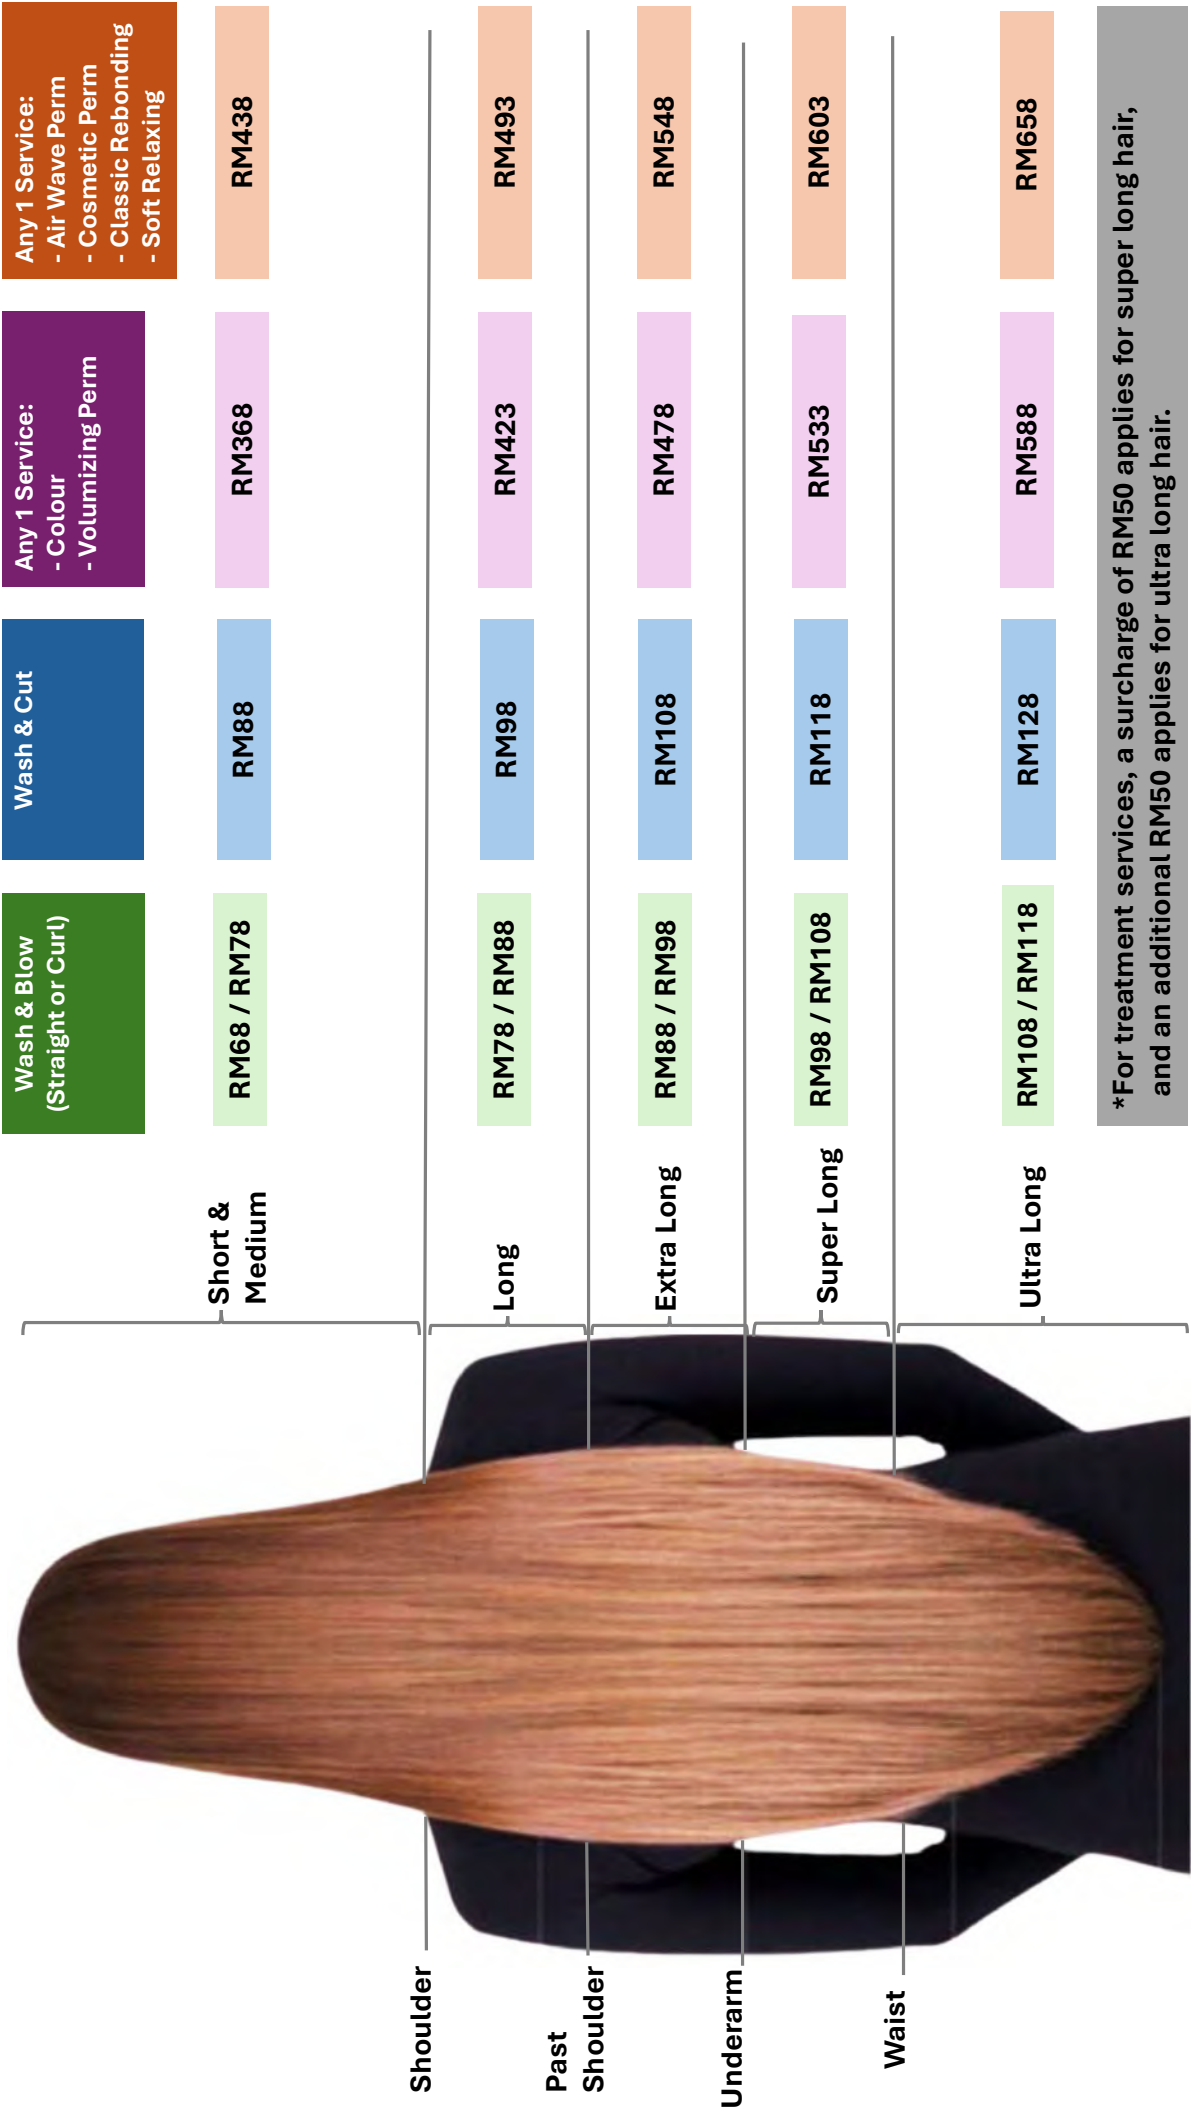 Wash & Blow
(Straight or Curl)
Wash & Cut
Any 1 Service:
- Colour
- Volumizing Perm
Any 1 Service:
- Air Wave Perm
- Cosmetic Perm
- Classic Rebonding
- Soft Relaxing
Short &
Medium
RM68 / RM78
RM88
RM368
RM438
Shoulder
Long
RM78 / RM88
RM98
RM423
RM493
Past
Shoulder
Extra Long
RM88 / RM98
RM108
RM478
RM548
Underarm
Super Long
RM98 / RM108
RM118
RM533
RM603
Waist
Ultra Long
RM108 / RM118
RM128
RM588
RM658
*For treatment services, a surcharge of RM50 applies for super long hair,
and an additional RM50 applies for ultra long hair.